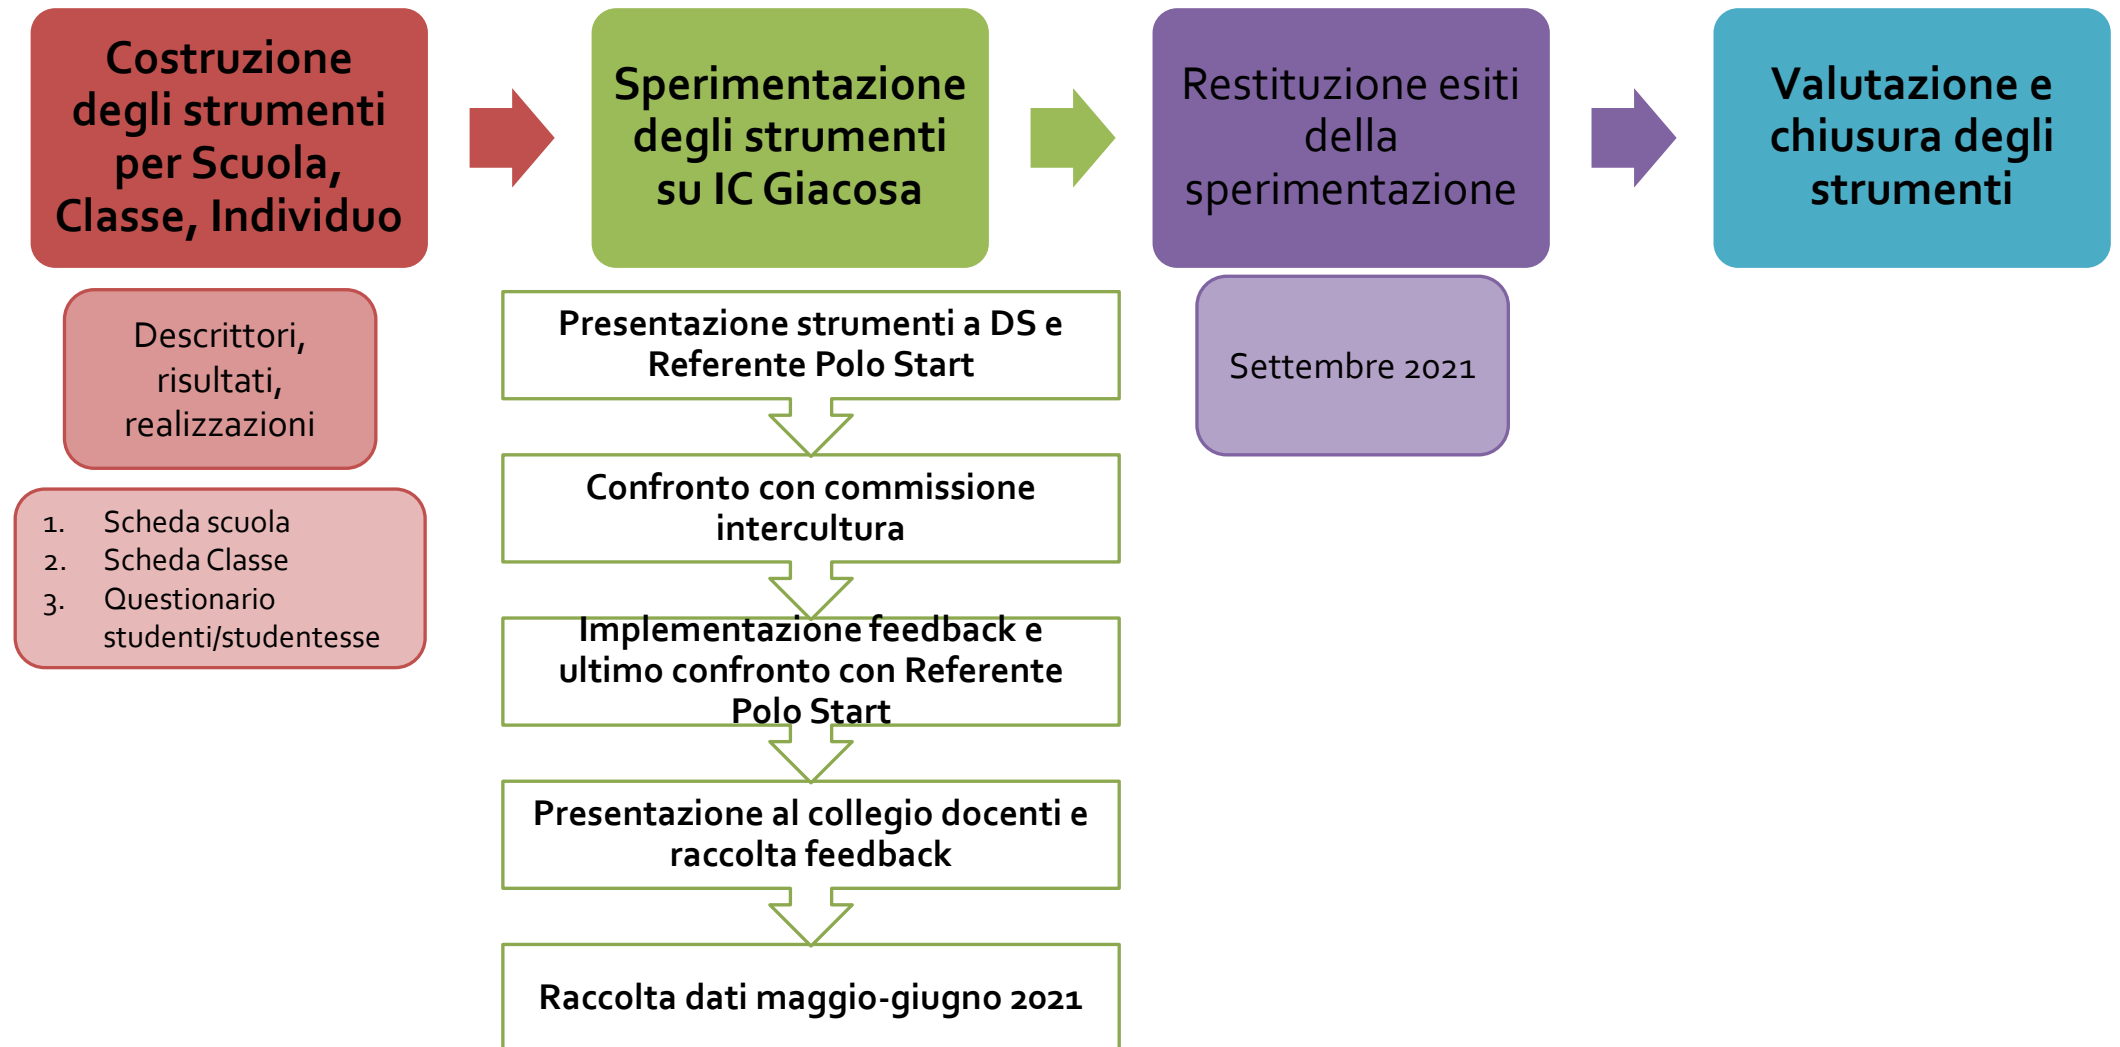 Costruzione
degli strumenti
per Scuola,
Classe, Individuo
Sperimentazione
degli strumenti
su IC Giacosa
Restituzione esiti
della
sperimentazione
Valutazione e
chiusura degli
strumenti
Descrittori,
risultati,
realizzazioni
1. Scheda scuola
2. Scheda Classe
3. Questionario
studenti/studentesse
Presentazione strumenti a DS e
Referente Polo Start
Confronto con commissione
intercultura
Implementazione feedback e
ultimo confronto con Referente
Polo Start
Presentazione al collegio docenti e
raccolta feedback
Raccolta dati maggio-giugno 2021
Settembre 2021